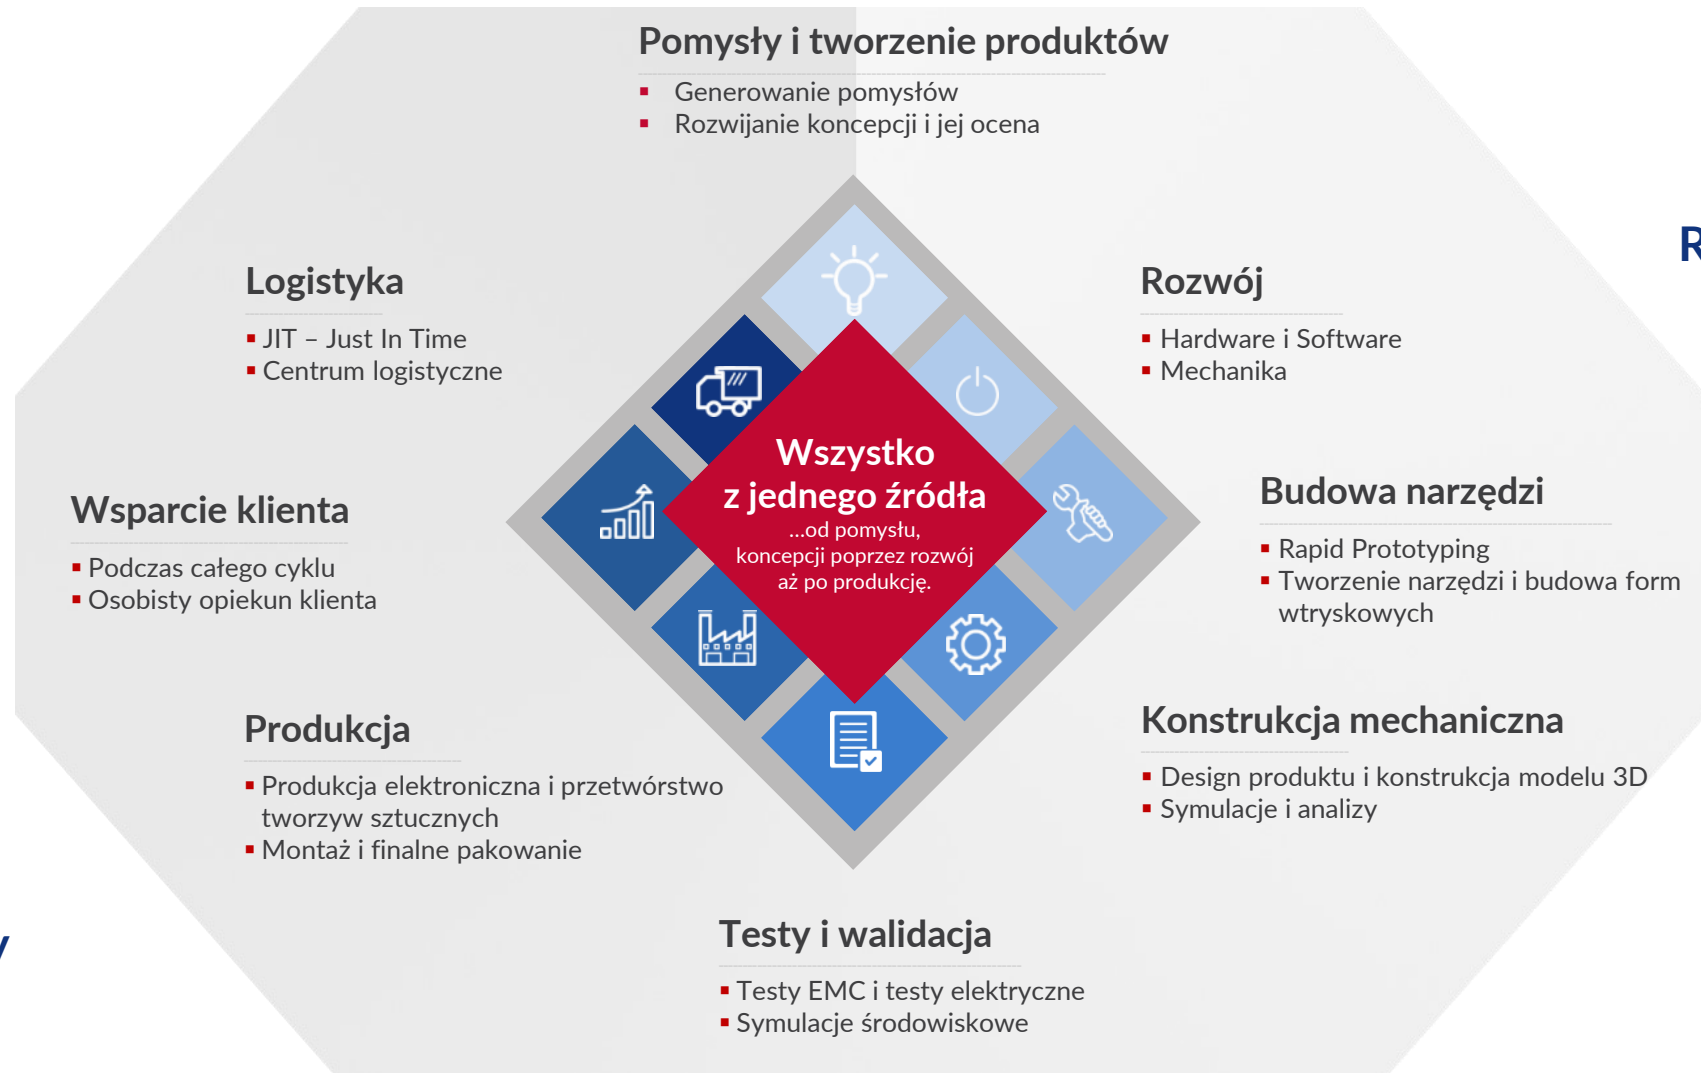 Pomysły i tworzenie produktów
Generowanie pomysłów
Rozwijanie koncepcji i jej ocena
Logistyka
JIT – Just In Time
Centrum logistyczne
Rozwój
Hardware i Software
Mechanika
R
Wszystko
z jednego źródła
...od pomysłu,
koncepcji poprzez rozwój
aż po produkcję.
Wsparcie klienta
Podczas całego cyklu
Osobisty opiekun klienta
Budowa narzędzi
Rapid Prototyping
Tworzenie narzędzi i budowa form
wtryskowych
Produkcja
Produkcja elektroniczna i przetwórstwo
tworzyw sztucznych
Montaż i finalne pakowanie
Konstrukcja mechaniczna
Design produktu i konstrukcja modelu 3D
Symulacje i analizy
Testy i walidacja
Testy EMC i testy elektryczne
Symulacje środowiskowe